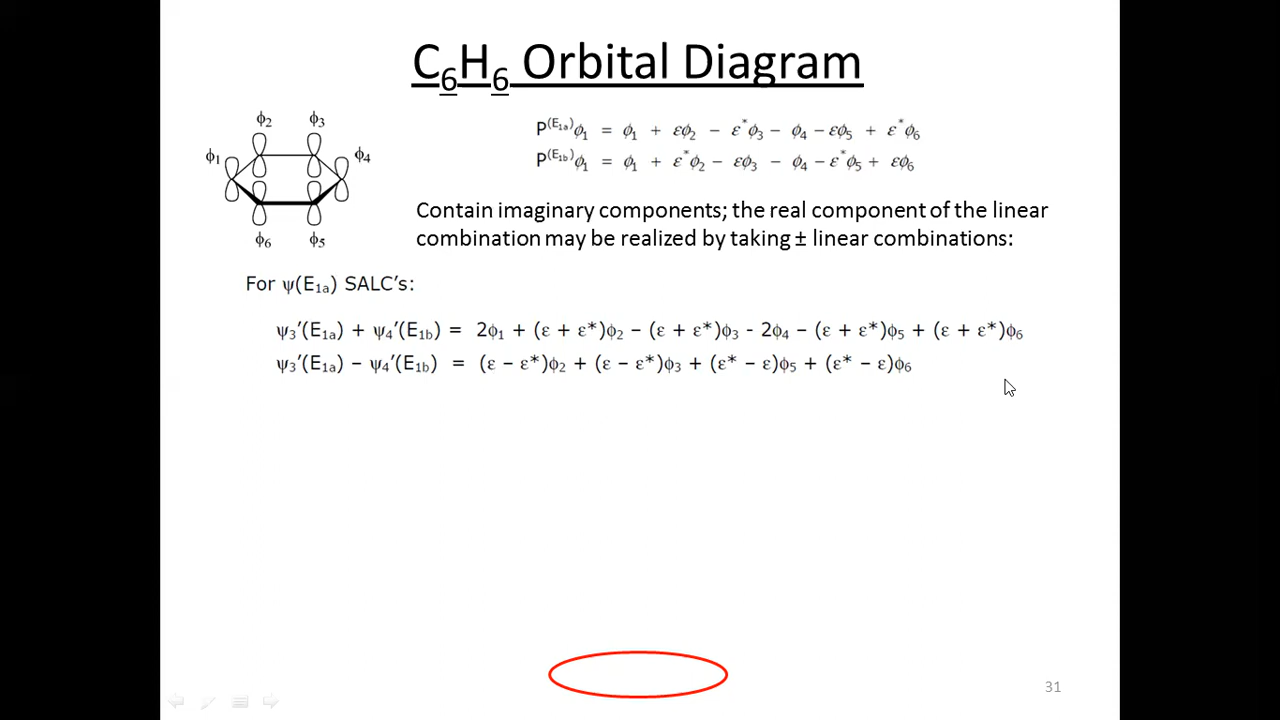 C₆H₆ Orbital Diagram
ϕ₂ ϕ₃
ϕ₁ ϕ₄
ϕ₆ ϕ₅
P^(E₁ₐ)ϕ₁ = ϕ₁ + εϕ₂ − ε*ϕ₃ − ϕ₄ − εϕ₅ + ε*ϕ₆
P^(E₁b)ϕ₁ = ϕ₁ + ε*ϕ₂ − εϕ₃ − ϕ₄ − ε*ϕ₅ + εϕ₆
Contain imaginary components; the real component of the linear
combination may be realized by taking ± linear combinations:
For ψ(E₁ₐ) SALC's:
ψ₃′(E₁ₐ) + ψ₄′(E₁b) = 2ϕ₁ + (ε + ε*)ϕ₂ − (ε + ε*)ϕ₃ - 2ϕ₄ − (ε + ε*)ϕ₅ + (ε + ε*)ϕ₆
ψ₃′(E₁ₐ) − ψ₄′(E₁b) = (ε − ε*)ϕ₂ + (ε − ε*)ϕ₃ + (ε* − ε)ϕ₅ + (ε* − ε)ϕ₆
31